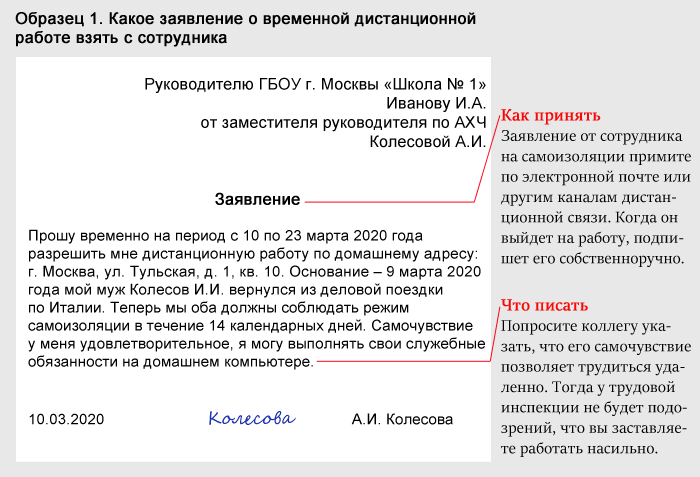 Образец 1. Какое заявление о временной дистанционной
работе взять с сотрудника
Руководителю ГБОУ г. Москвы «Школа № 1»
Иванову И.А.
от заместителя руководителя по АХЧ
Колесовой А.И.
Заявление
Прошу временно на период с 10 по 23 марта 2020 года
разрешить мне дистанционную работу по домашнему адресу:
г. Москва, ул. Тульская, д. 1, кв. 10. Основание – 9 марта 2020
года мой муж Колесов И.И. вернулся из деловой поездки
по Италии. Теперь мы оба должны соблюдать режим
самоизоляции в течение 14 календарных дней. Самочувствие
у меня удовлетворительное, я могу выполнять свои служебные
обязанности на домашнем компьютере.
10.03.2020 Колесова А.И. Колесова
Как принять
Заявление от сотрудника
на самоизоляции примите
по электронной почте или
другим каналам дистан-
ционной связи. Когда он
выйдет на работу, подпи-
шет его собственноручно.
Что писать
Попросите коллегу ука-
зать, что его самочувствие
позволяет трудиться уда-
ленно. Тогда у трудовой
инспекции не будет подо-
зрений, что вы заставляе-
те работать насильно.